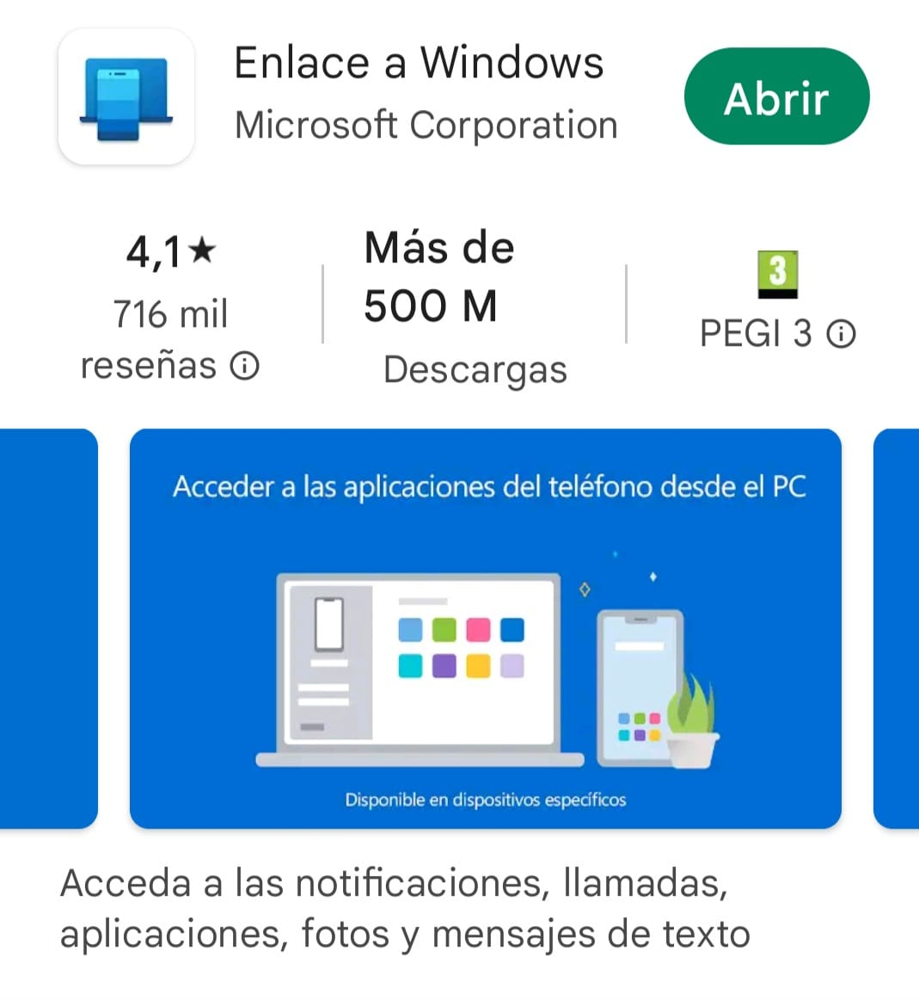 Enlace a Windows
Microsoft Corporation
Abrir
4,1★
716 mil
reseñas
Más de
500 M
Descargas
3
PEGI 3
Acceder a las aplicaciones del teléfono desde el PC
Disponible en dispositivos específicos
Acceda a las notificaciones, llamadas,
aplicaciones, fotos y mensajes de texto